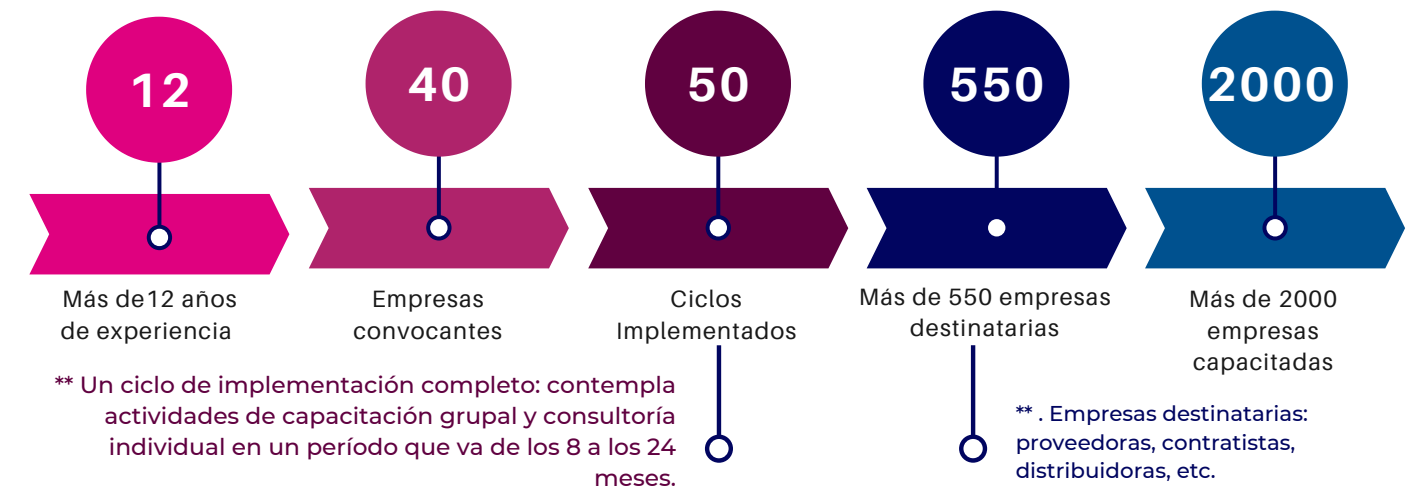 12
40
50
550
2000
Más de12 años
de experiencia
Empresas
convocantes
Ciclos
Implementados
Más de 550 empresas
destinatarias
Más de 2000
empresas
capacitadas
** Un ciclo de implementación completo: contempla
actividades de capacitación grupal y consultoría
individual en un período que va de los 8 a los 24
meses.
** . Empresas destinatarias:
proveedoras, contratistas,
distribuidoras, etc.